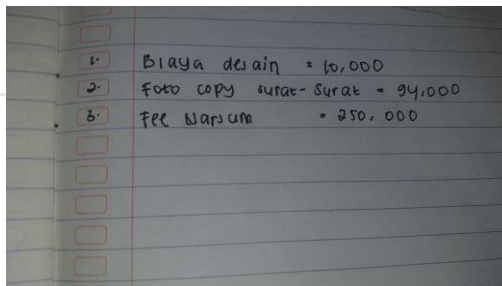 1. Biaya desain = 10,000
2. Foto copy surat-surat = 94,000
3. Fee Narsum = 250,000